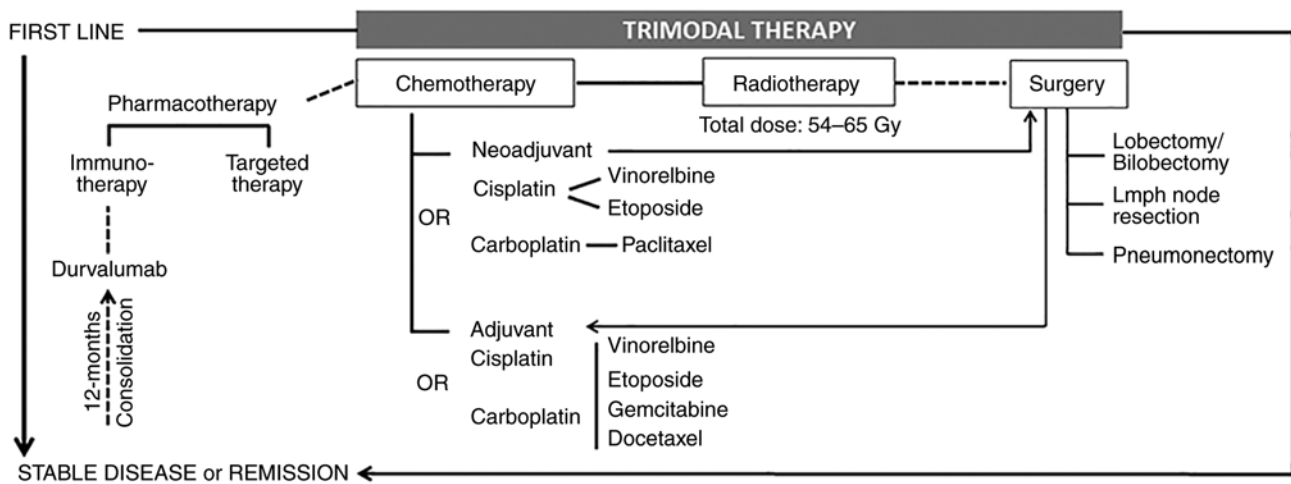 FIRST LINE
TRIMODAL THERAPY
Chemotherapy
Radiotherapy
Surgery
Pharmacotherapy
Total dose: 54–65 Gy
Immuno-
therapy
Targeted
therapy
Neoadjuvant
Cisplatin
Vinorelbine
Etoposide
OR
Carboplatin
Paclitaxel
Lobectomy/
Bilobectomy
Lmph node
resection
Pneumonectomy
Durvalumab
12-months
Consolidation
Adjuvant
Cisplatin
OR
Carboplatin
Vinorelbine
Etoposide
Gemcitabine
Docetaxel
STABLE DISEASE or REMISSION